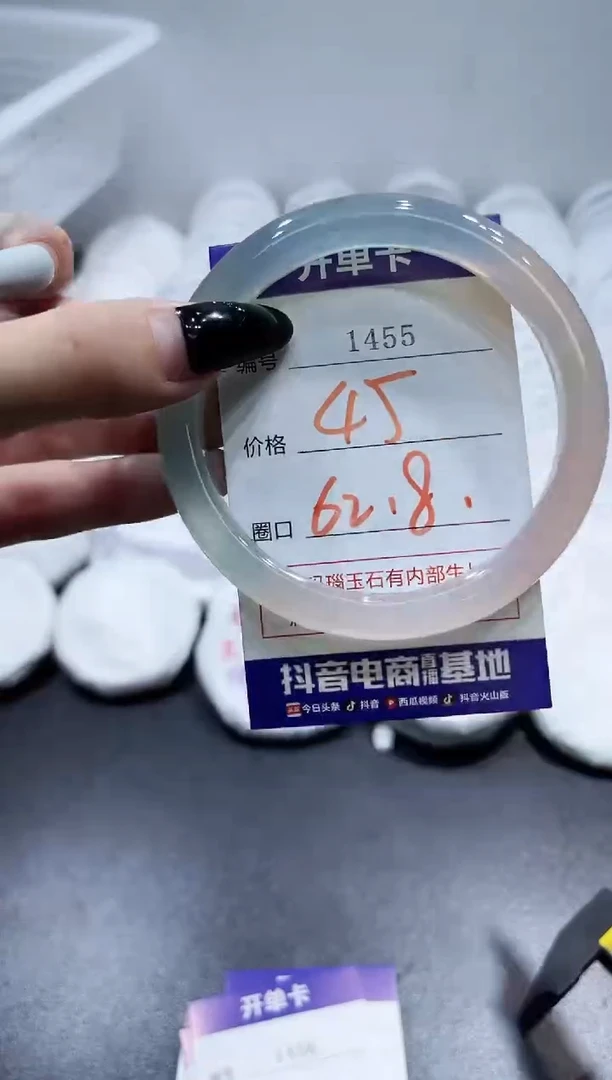 开单卡
编号 1455
价格 45
圈口 62.8.
瑙玉石有内部生
抖音电商直播基地
今日头条 抖音 西瓜视频 抖音火山版
开单卡